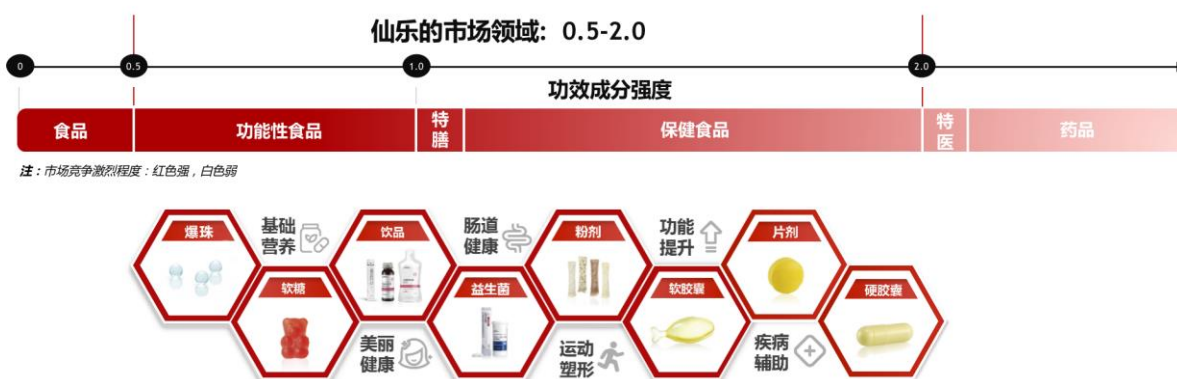 仙乐的市场领域: 0.5-2.0
0
0.5
1.0
2.0
功效成分强度
食品
功能性食品
特膳
保健食品
特医
药品
注：市场竞争激烈程度：红色强，白色弱
爆珠
基础
营养
饮品
肠道
健康
粉剂
功能
提升
片剂
软糖
益生菌
软胶囊
硬胶囊
美丽
健康
运动
塑形
疾病
辅助